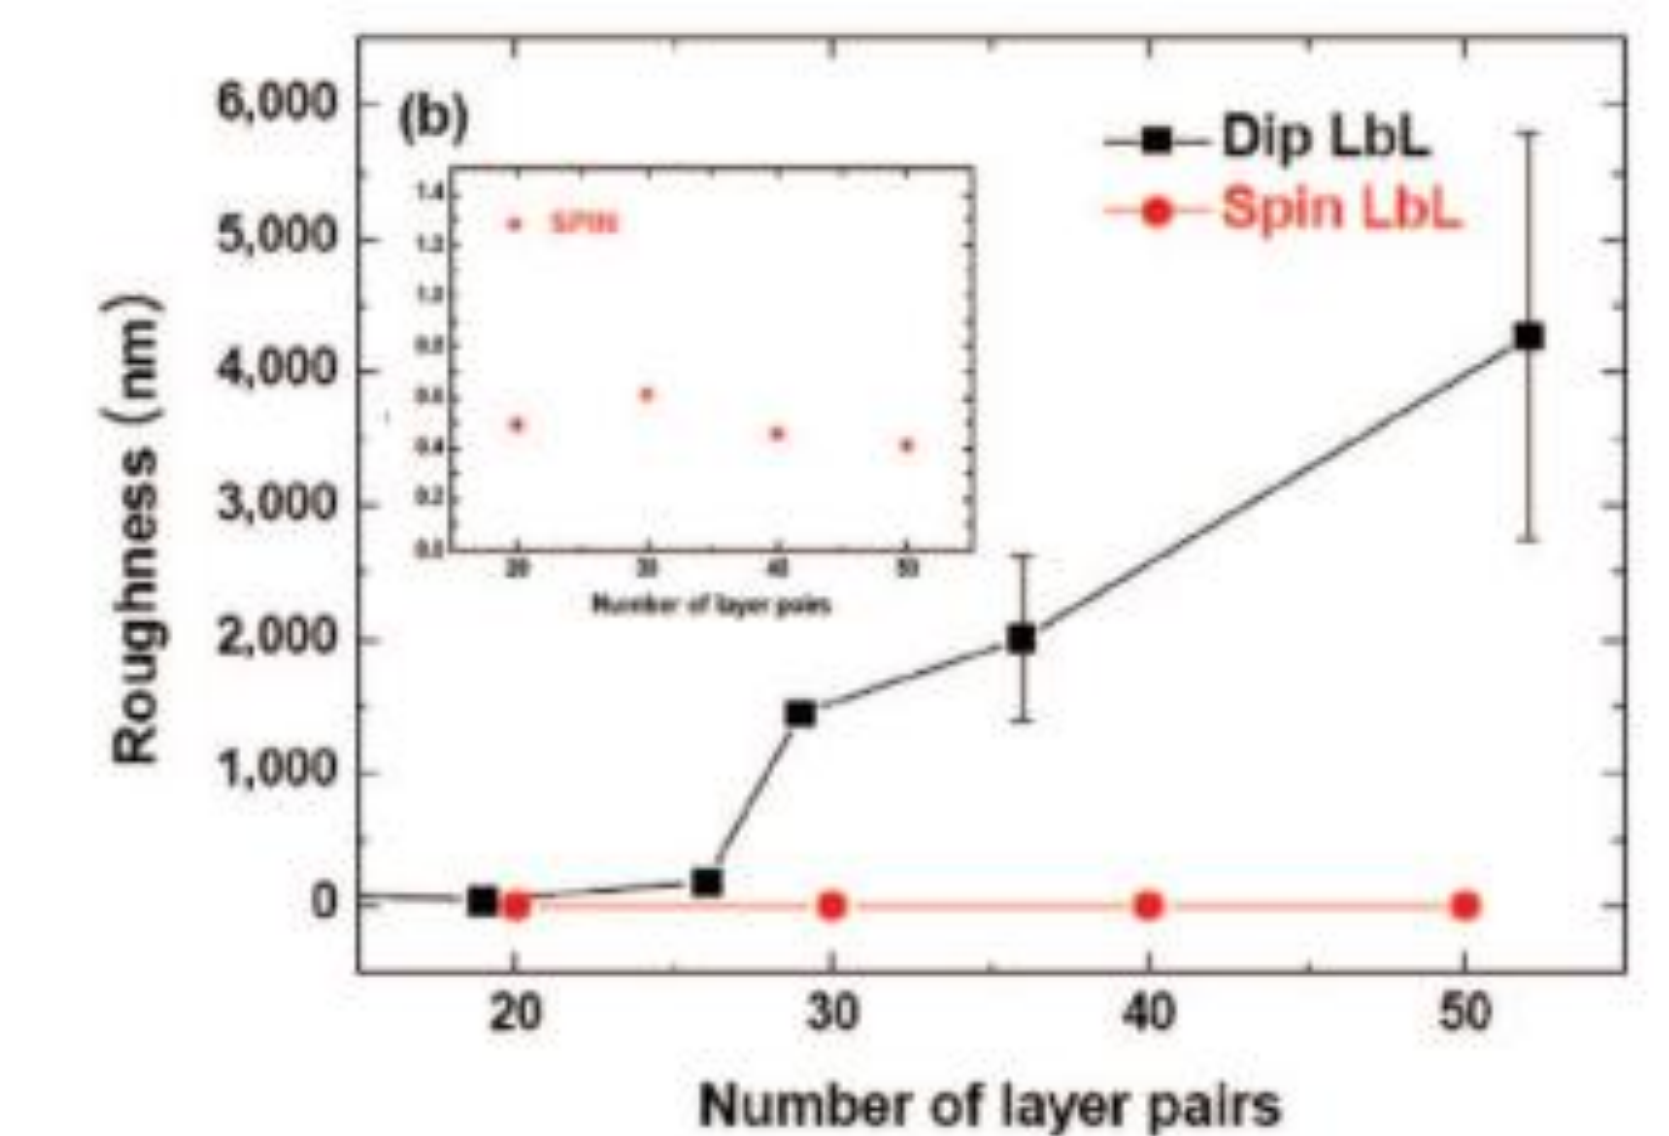 6,000
5,000
4,000
3,000
2,000
1,000
0
Roughness (nm)
(b)
Dip LbL
Spin LbL
SPIN
1.4
1.2
1.0
0.8
0.6
0.4
0.2
0.0
20 30 40 50
Number of layer pairs
20 30 40 50
Number of layer pairs